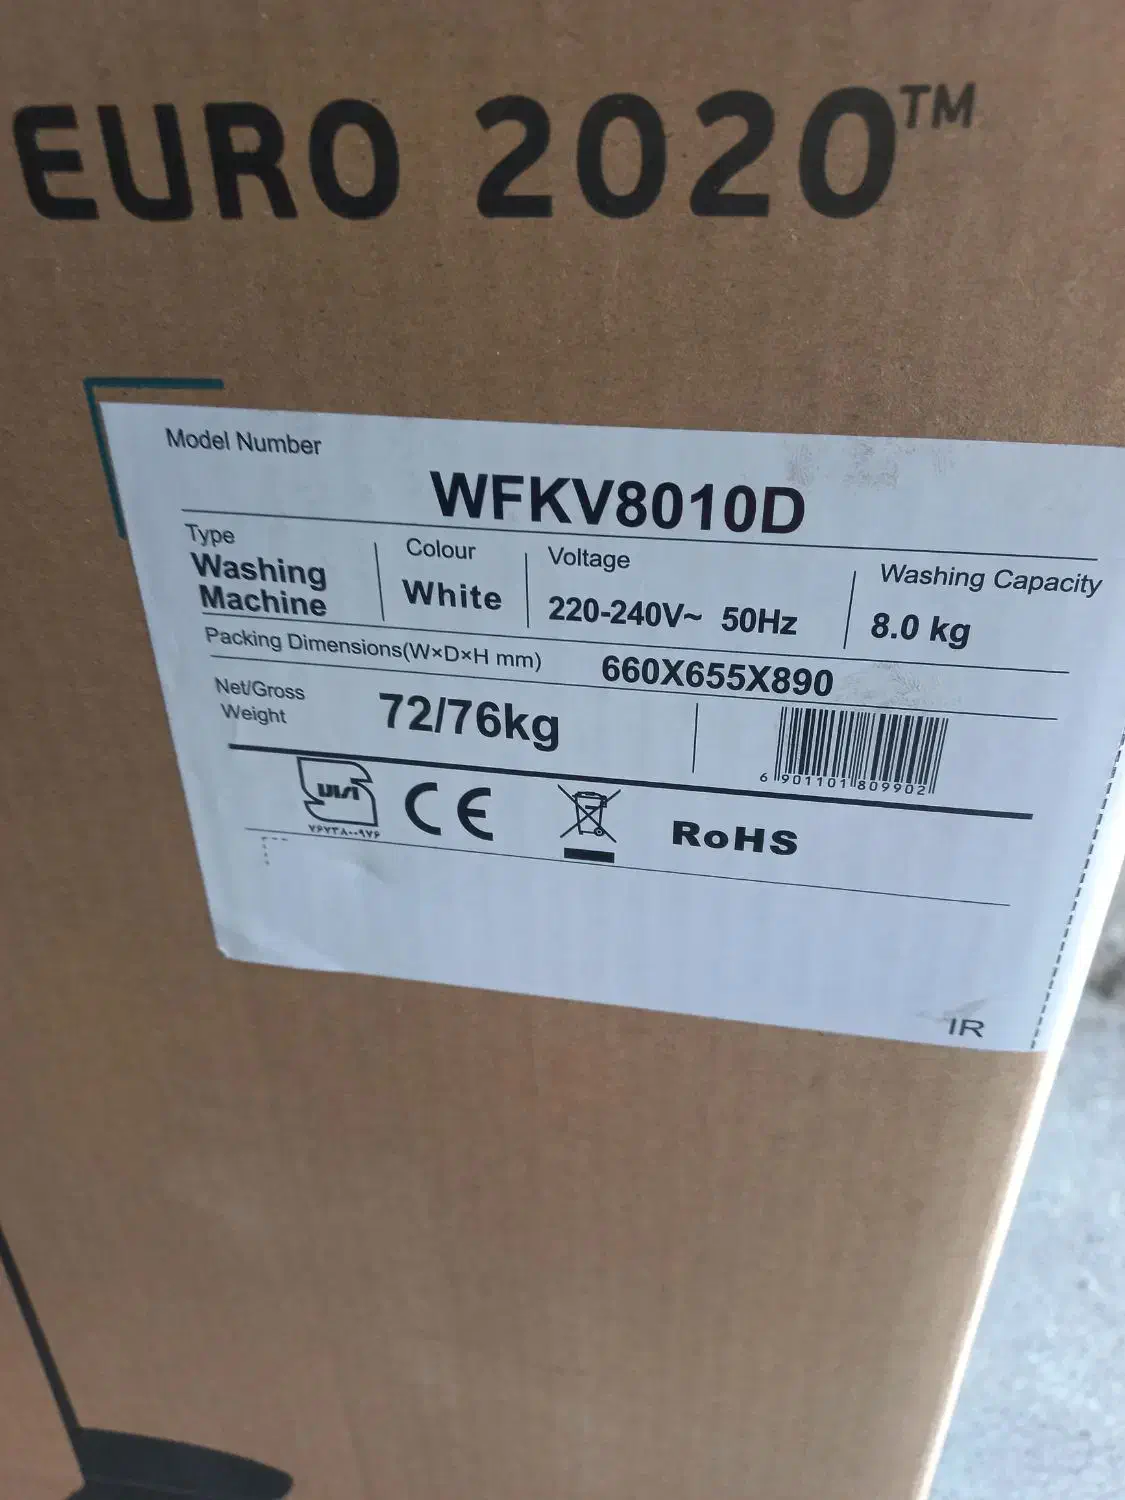 EURO 2020™
Model Number
WFKV8010D
Type
Washing
Machine
Colour
White
Voltage
220-240V~ 50Hz
Washing Capacity
8.0 kg
Packing Dimensions(W×D×H mm)
660X655X890
Net/Gross
Weight
72/76kg
6 901101 809902
CE
RoHS
IR